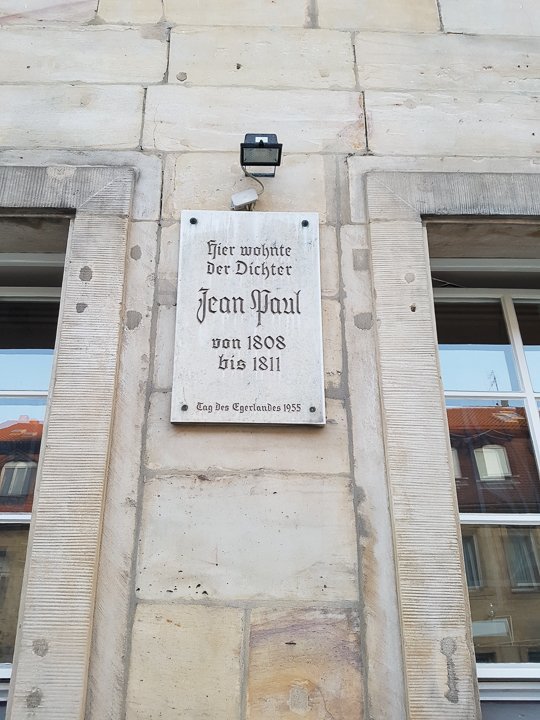 Hier wohnte
der Dichter
Jean Paul
von 1808
bis 1811
Tag des Egerlandes 1955